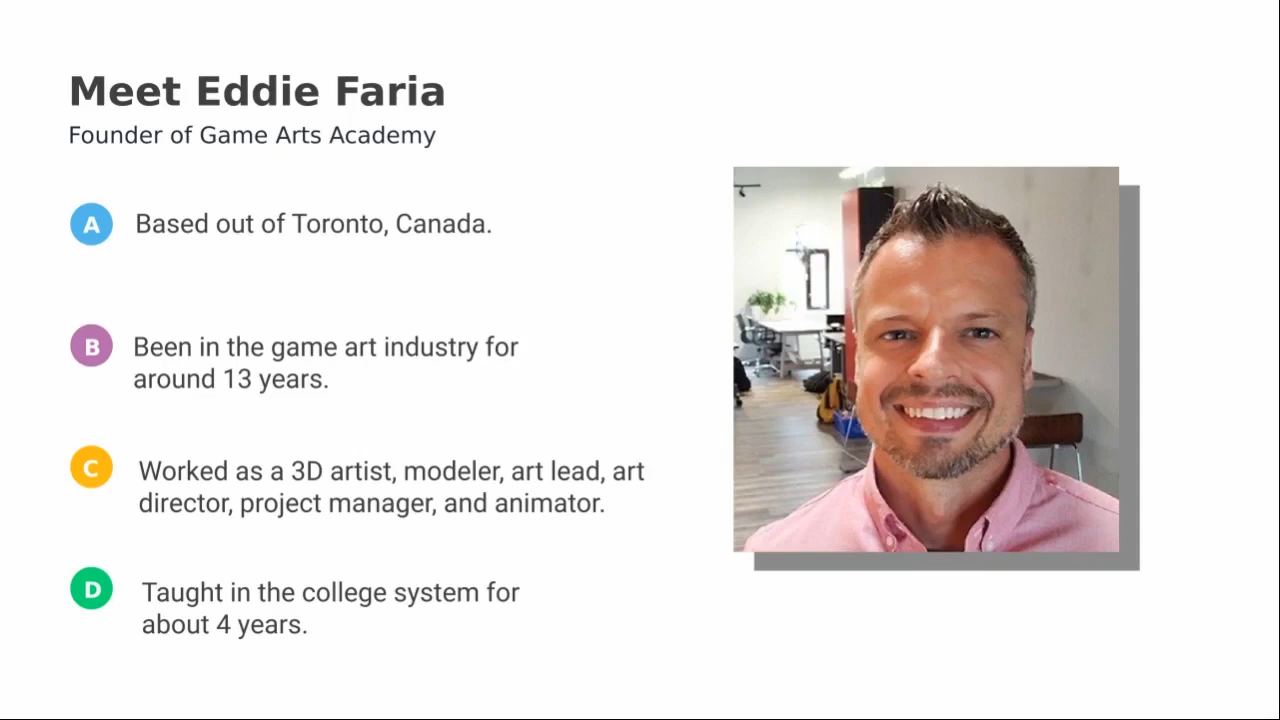 Meet Eddie Faria
Founder of Game Arts Academy
A Based out of Toronto, Canada.
B Been in the game art industry for
around 13 years.
C Worked as a 3D artist, modeler, art lead, art
director, project manager, and animator.
D Taught in the college system for
about 4 years.